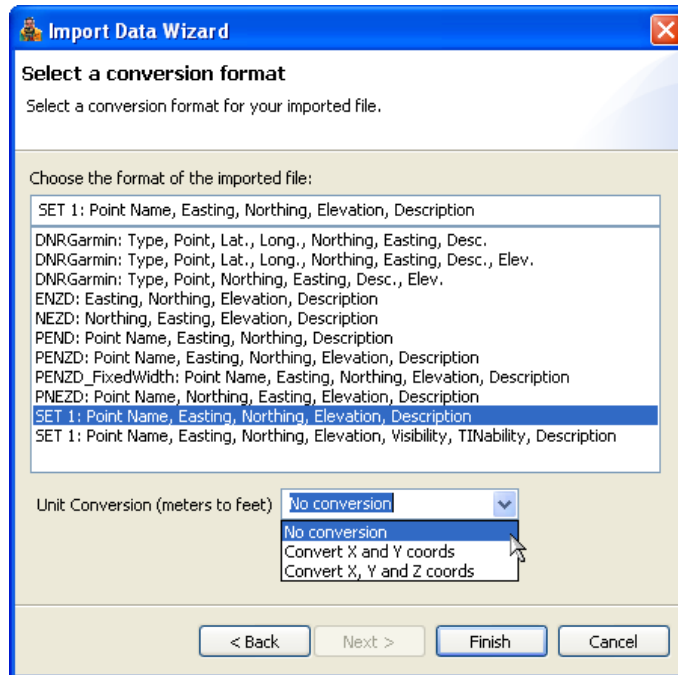 Import Data Wizard
Select a conversion format
Select a conversion format for your imported file.
Choose the format of the imported file:
SET 1: Point Name, Easting, Northing, Elevation, Description
DNRGarmin: Type, Point, Lat., Long., Northing, Easting, Desc.
DNRGarmin: Type, Point, Lat., Long., Northing, Easting, Desc., Elev.
DNRGarmin: Type, Point, Northing, Easting, Desc., Elev.
ENZD: Easting, Northing, Elevation, Description
NEZD: Northing, Easting, Elevation, Description
PEND: Point Name, Easting, Northing, Description
PENZD: Point Name, Easting, Northing, Elevation, Description
PENZD_FixedWidth: Point Name, Easting, Northing, Elevation, Description
PNEZD: Point Name, Northing, Easting, Elevation, Description
SET 1: Point Name, Easting, Northing, Elevation, Description
SET 1: Point Name, Easting, Northing, Elevation, Visibility, TINability, Description
Unit Conversion (meters to feet) No conversion
No conversion
Convert X and Y coords
Convert X, Y and Z coords
< Back Next > Finish Cancel